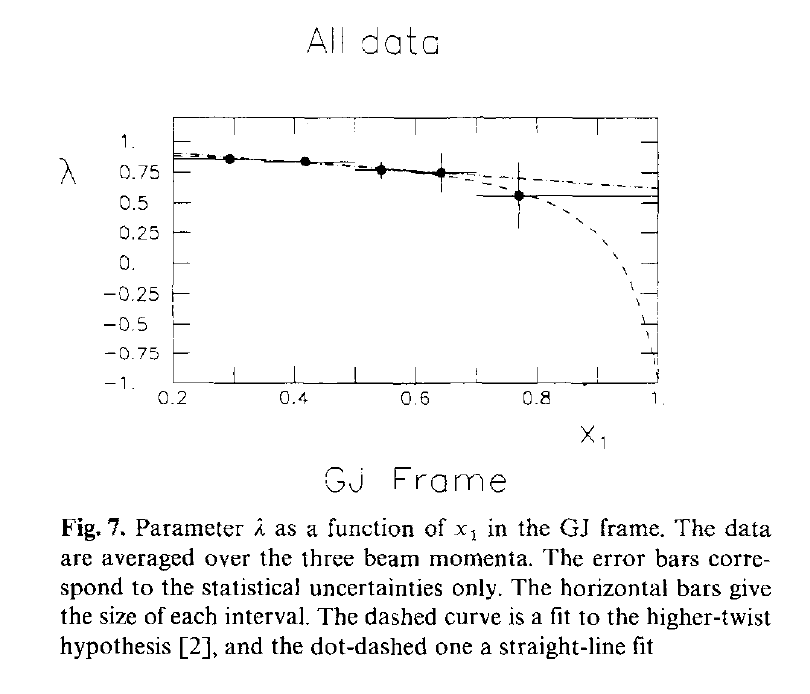 All data
λ
1.
0.75
0.5
0.25
0.
−0.25
−0.5
−0.75
−1.
0.2 0.4 0.6 0.8 1.
X₁
GJ Frame
Fig. 7. Parameter λ as a function of x₁ in the GJ frame. The data
are averaged over the three beam momenta. The error bars corre-
spond to the statistical uncertainties only. The horizontal bars give
the size of each interval. The dashed curve is a fit to the higher-twist
hypothesis [2], and the dot-dashed one a straight-line fit